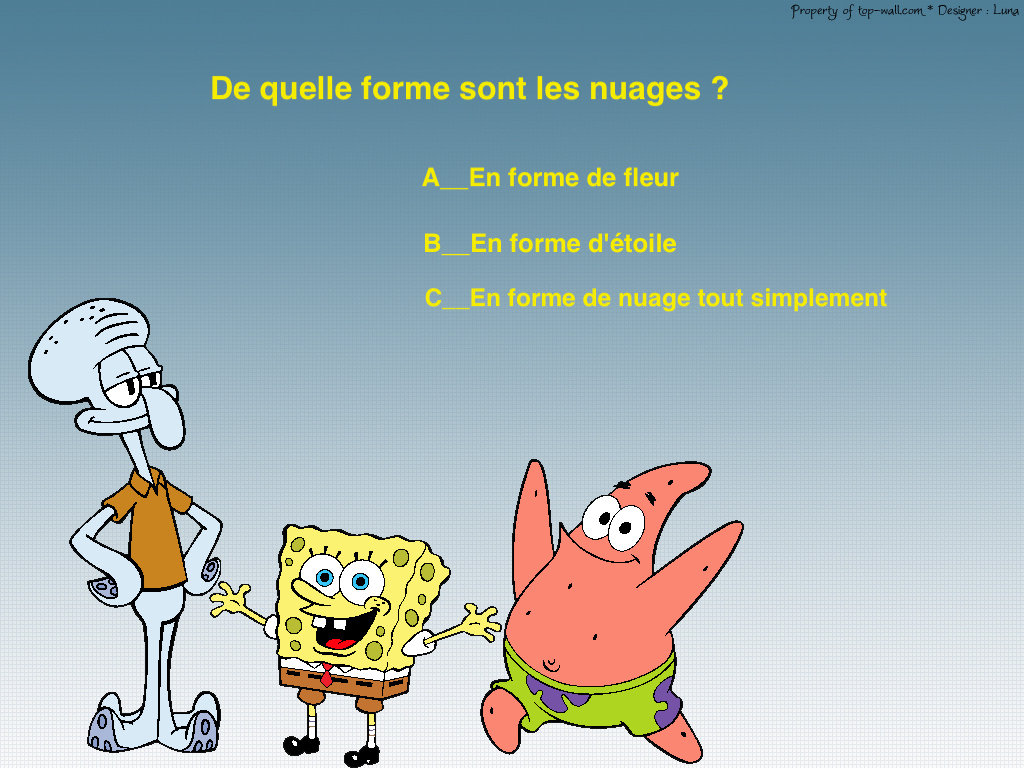 Property of top-wall.com * Designer : Luna
De quelle forme sont les nuages ?
A__En forme de fleur
B__En forme d'étoile
C__En forme de nuage tout simplement